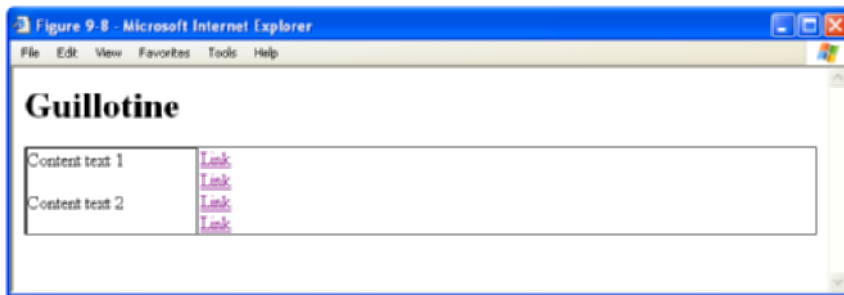 Figure 9-8 - Microsoft Internet Explorer
File Edit View Favorites Tools Help
Guillotine
Content text 1 Link
Link
Content text 2 Link
Link